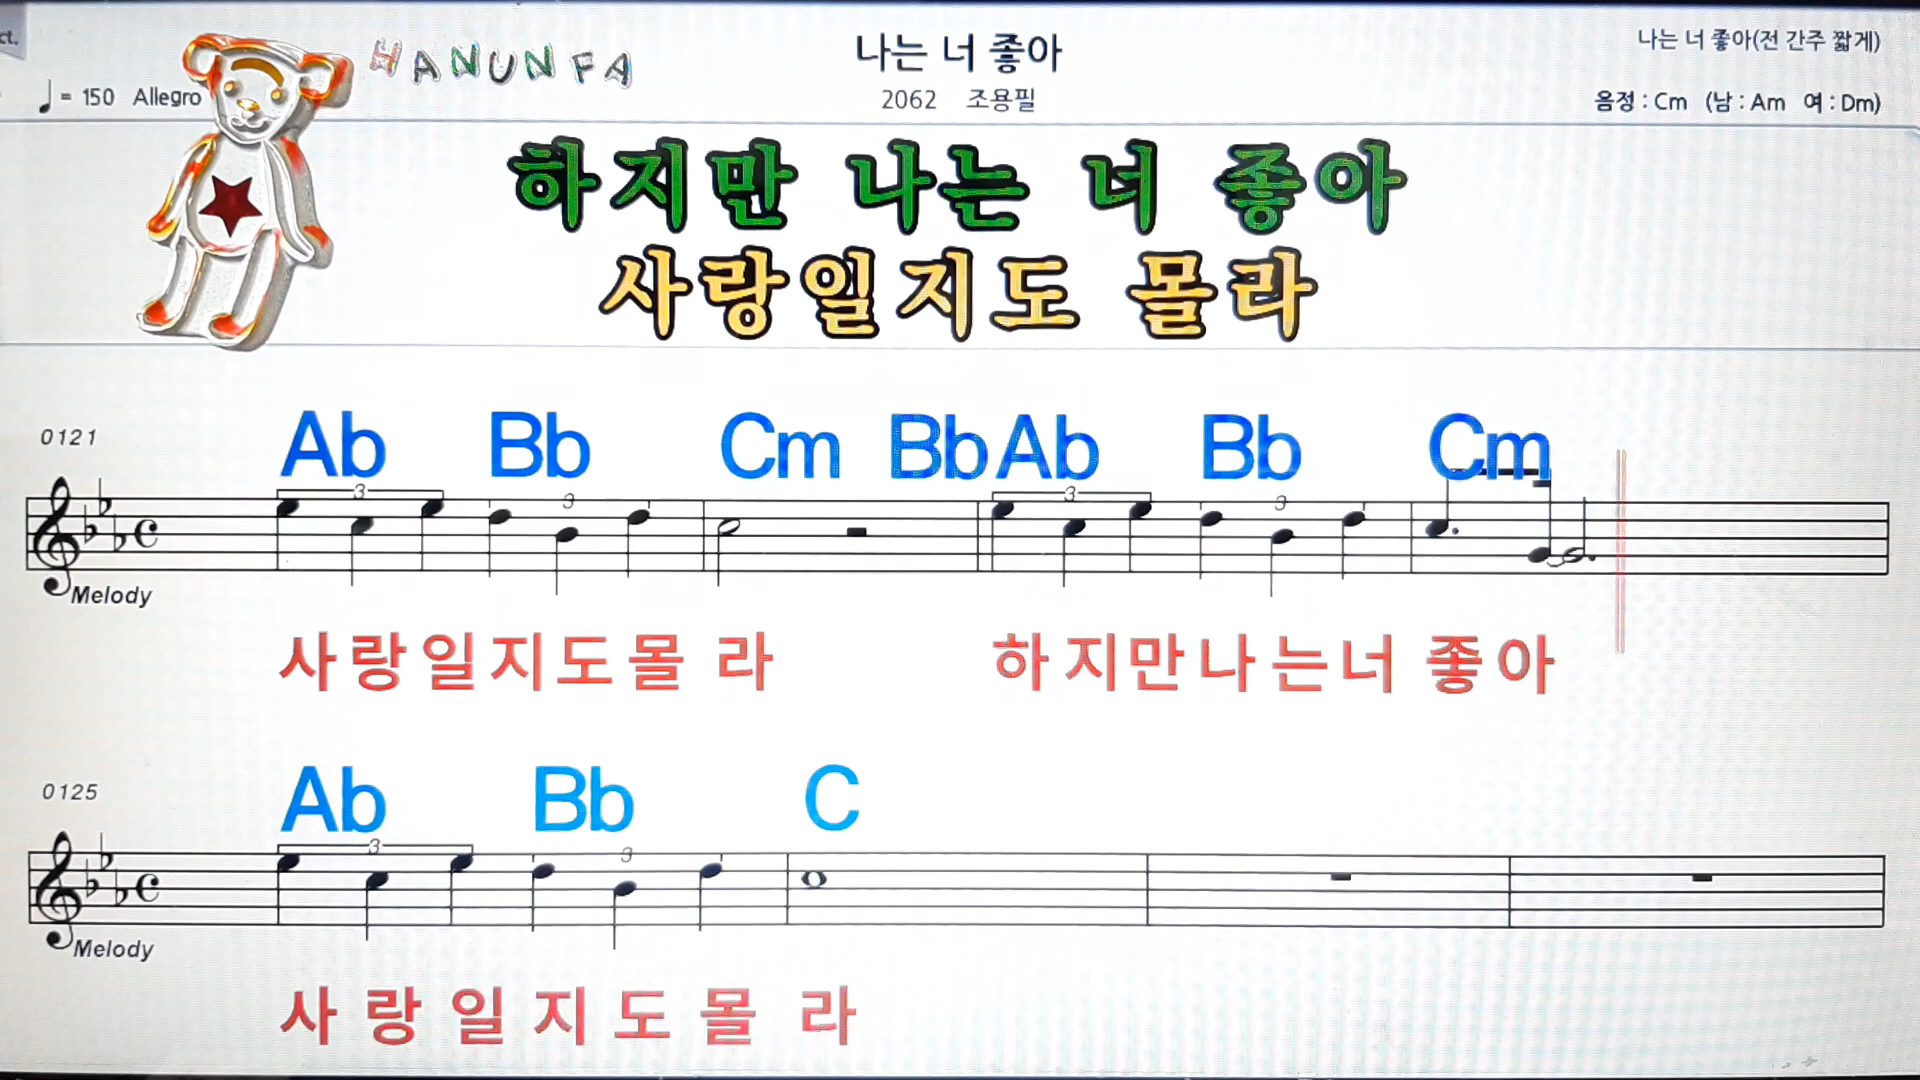 ct.
HANUNFA
나는 너 좋아
나는 너 좋아(전 간주 짧게)
♩= 150 Allegro
2062 조용필
음정 : Cm (남 : Am 여 : Dm)
하지만 나는 너 좋아
사랑일지도 몰라
0121
Ab Bb Cm Bb Ab Bb Cm
3 3 3 3
Melody
사랑일지도몰 라 하지만나는너 좋아
0125
Ab Bb C
3 3
Melody
사랑일지도몰 라